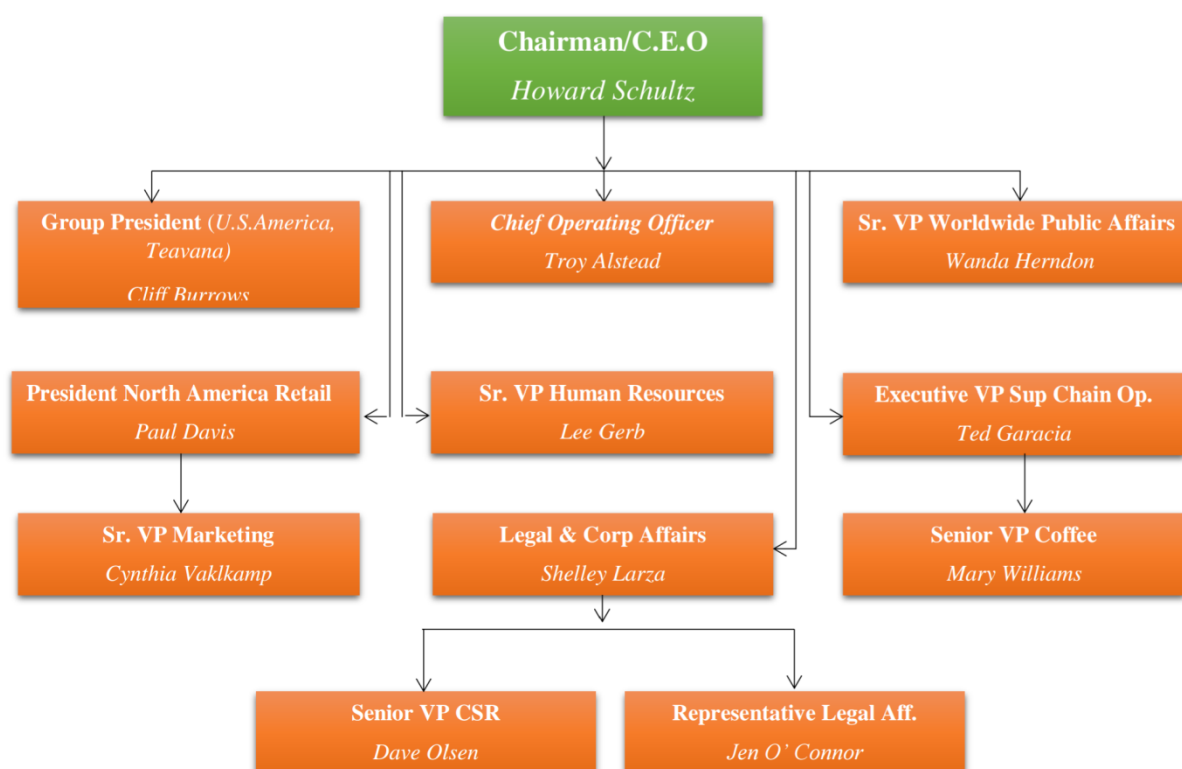 Chairman/C.E.O
Howard Schultz
Group President (U.S.America,
Teavana)
Cliff Burrows
Chief Operating Officer
Troy Alstead
Sr. VP Worldwide Public Affairs
Wanda Herndon
President North America Retail
Paul Davis
Sr. VP Human Resources
Lee Gerb
Executive VP Sup Chain Op.
Ted Garacia
Sr. VP Marketing
Cynthia Vaklkamp
Legal & Corp Affairs
Shelley Larza
Senior VP Coffee
Mary Williams
Senior VP CSR
Dave Olsen
Representative Legal Aff.
Jen O’ Connor